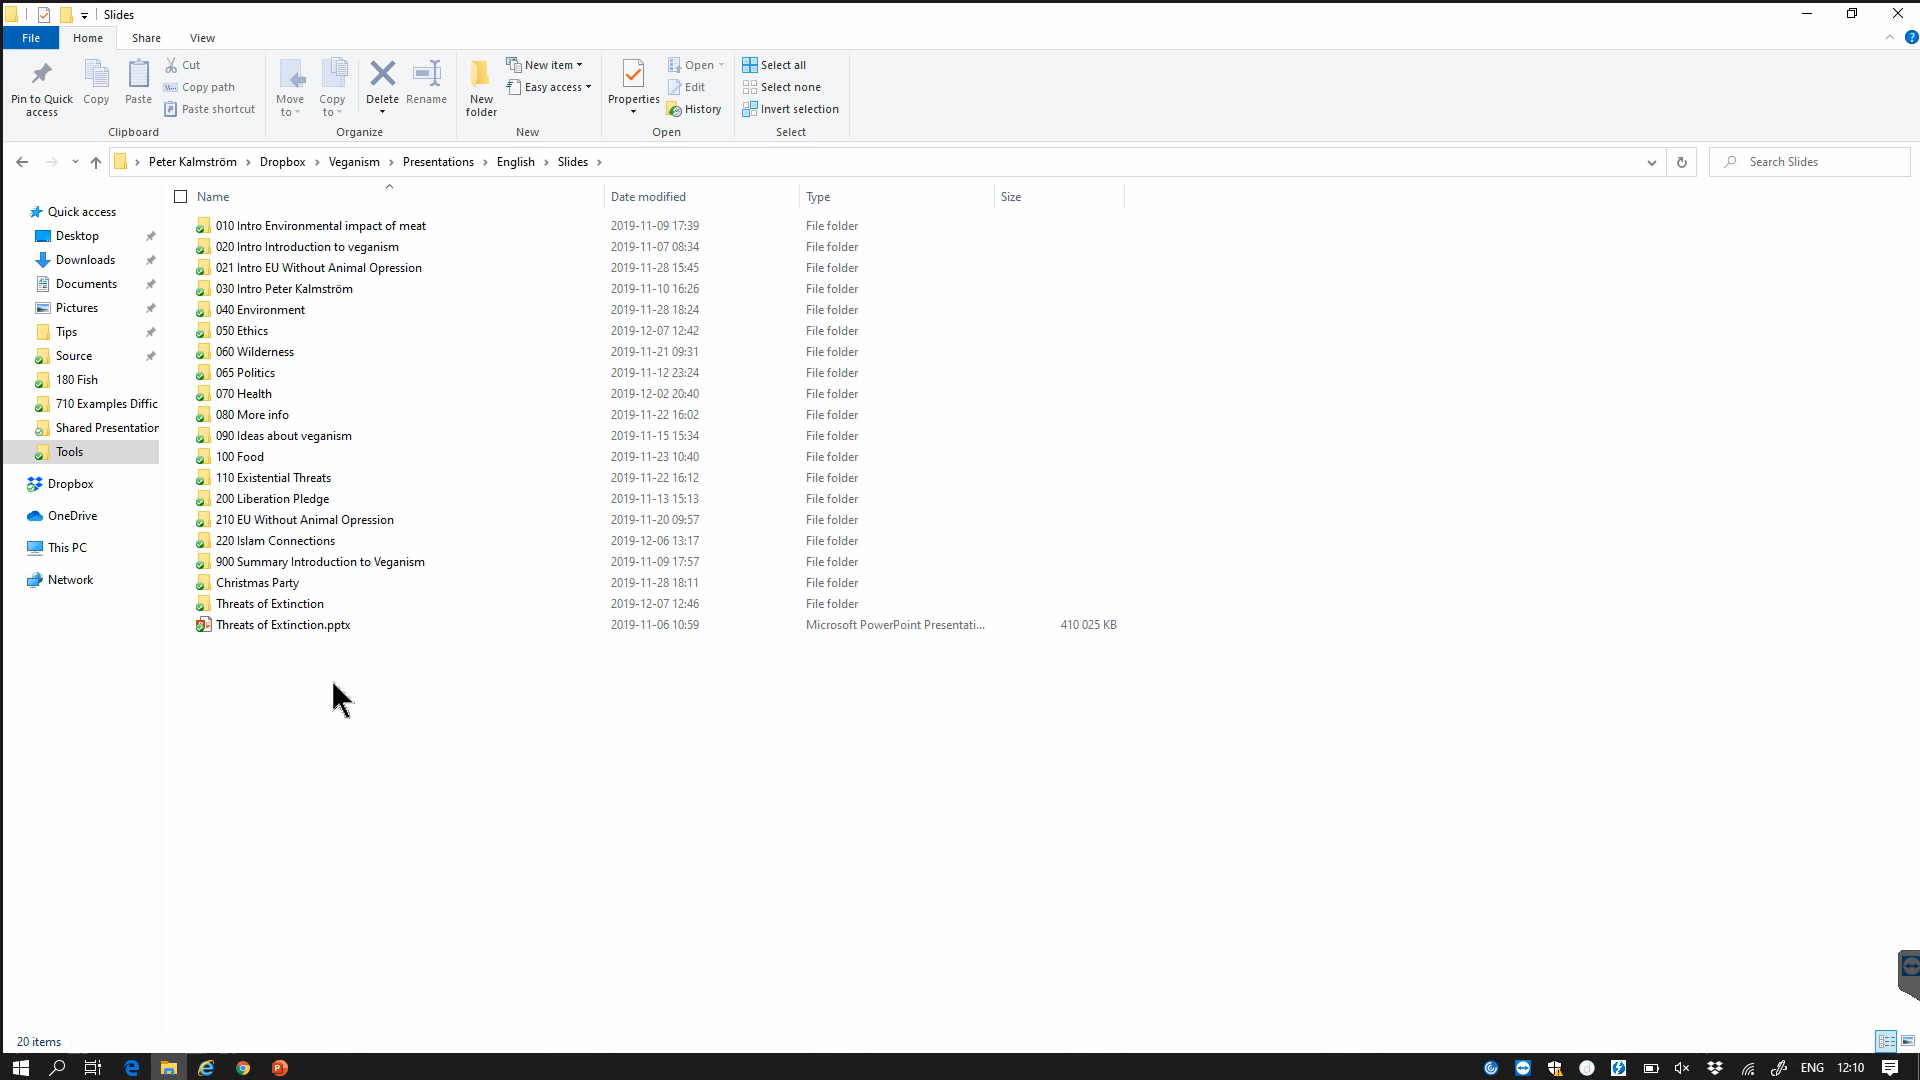 Slides
File Home Share View
Pin to Quick access
Copy
Paste
Cut
Copy path
Paste shortcut
Clipboard
Move to
Copy to
Delete
Rename
Organize
New folder
New item
Easy access
New
Properties
Open
Edit
History
Open
Select all
Select none
Invert selection
Select
Peter Kalmström > Dropbox > Veganism > Presentations > English > Slides >
Search Slides
Quick access
Desktop
Downloads
Documents
Pictures
Tips
Source
180 Fish
710 Examples Diffic
Shared Presentation
Tools
Dropbox
OneDrive
This PC
Network
Name Date modified Type Size
010 Intro Environmental impact of meat 2019-11-09 17:39 File folder
020 Intro Introduction to veganism 2019-11-07 08:34 File folder
021 Intro EU Without Animal Opression 2019-11-28 15:45 File folder
030 Intro Peter Kalmström 2019-11-10 16:26 File folder
040 Environment 2019-11-28 18:24 File folder
050 Ethics 2019-12-07 12:42 File folder
060 Wilderness 2019-11-21 09:31 File folder
065 Politics 2019-11-12 23:24 File folder
070 Health 2019-12-02 20:40 File folder
080 More info 2019-11-22 16:02 File folder
090 Ideas about veganism 2019-11-15 15:34 File folder
100 Food 2019-11-23 10:40 File folder
110 Existential Threats 2019-11-22 16:12 File folder
200 Liberation Pledge 2019-11-13 15:13 File folder
210 EU Without Animal Opression 2019-11-20 09:57 File folder
220 Islam Connections 2019-12-06 13:17 File folder
900 Summary Introduction to Veganism 2019-11-09 17:57 File folder
Christmas Party 2019-11-28 18:11 File folder
Threats of Extinction 2019-12-07 12:46 File folder
Threats of Extinction.pptx 2019-11-06 10:59 Microsoft PowerPoint Presentati... 410 025 KB
20 items
ENG 12:10